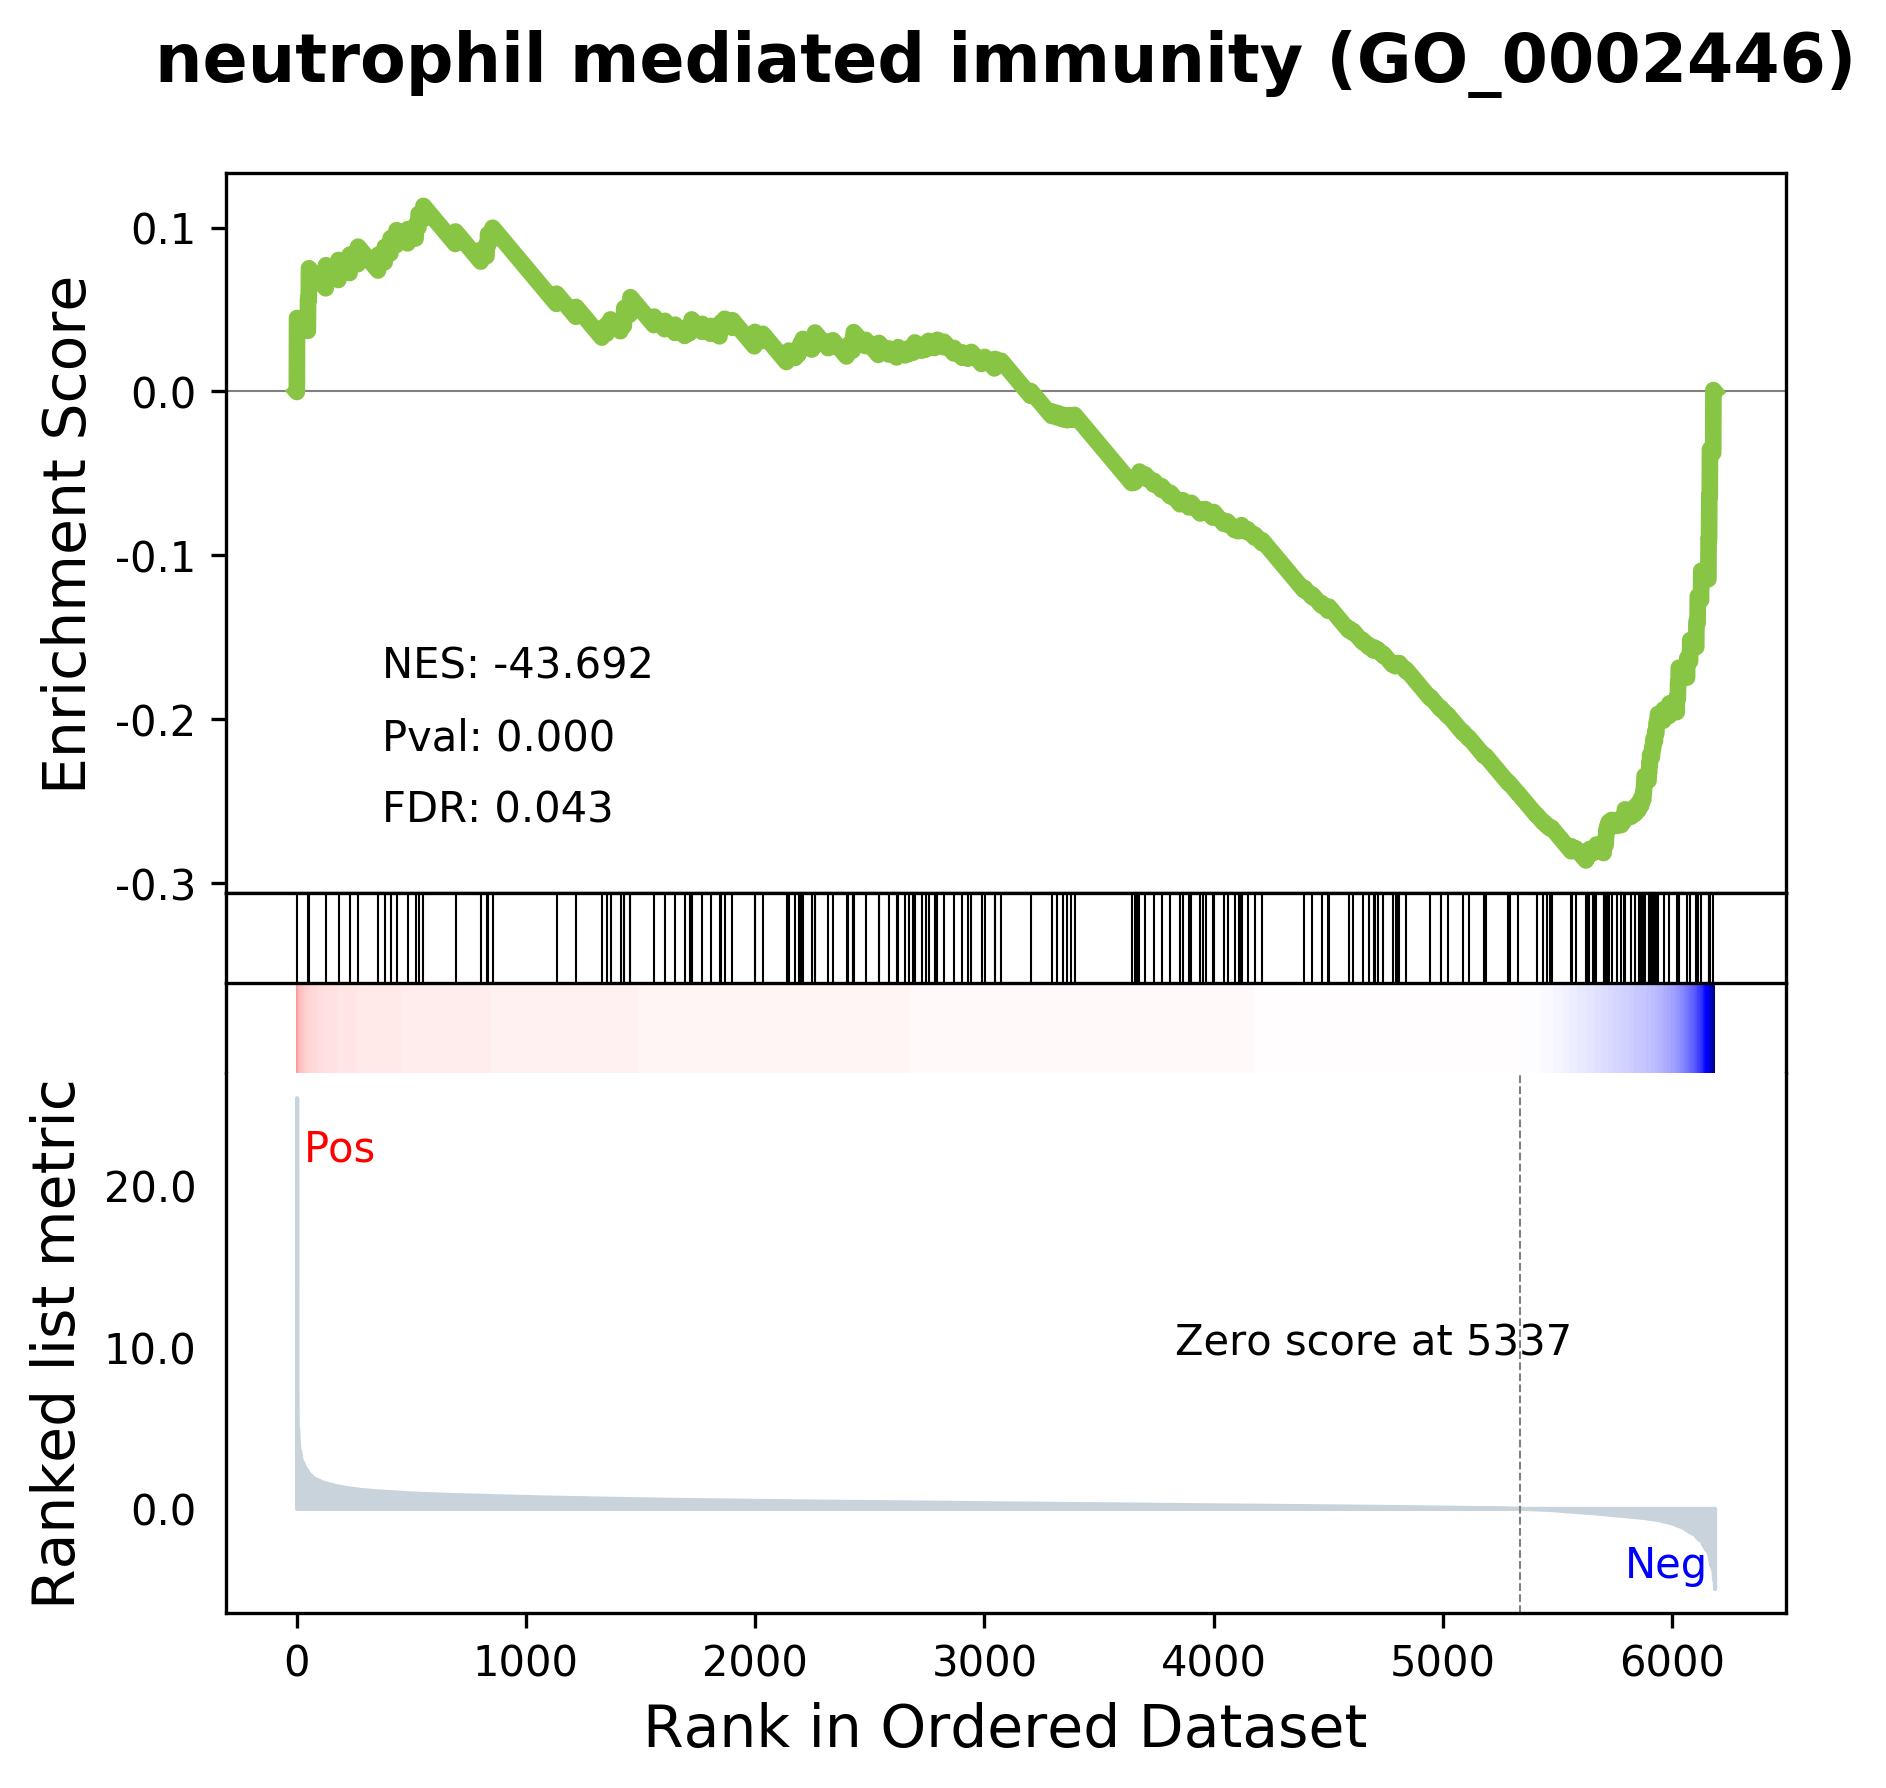 neutrophil mediated immunity (GO_0002446)
Enrichment Score
0.1
0.0
-0.1
-0.2
-0.3
NES: -43.692
Pval: 0.000
FDR: 0.043
Ranked list metric
20.0
10.0
0.0
Pos
Zero score at 5337
Neg
0 1000 2000 3000 4000 5000 6000
Rank in Ordered Dataset